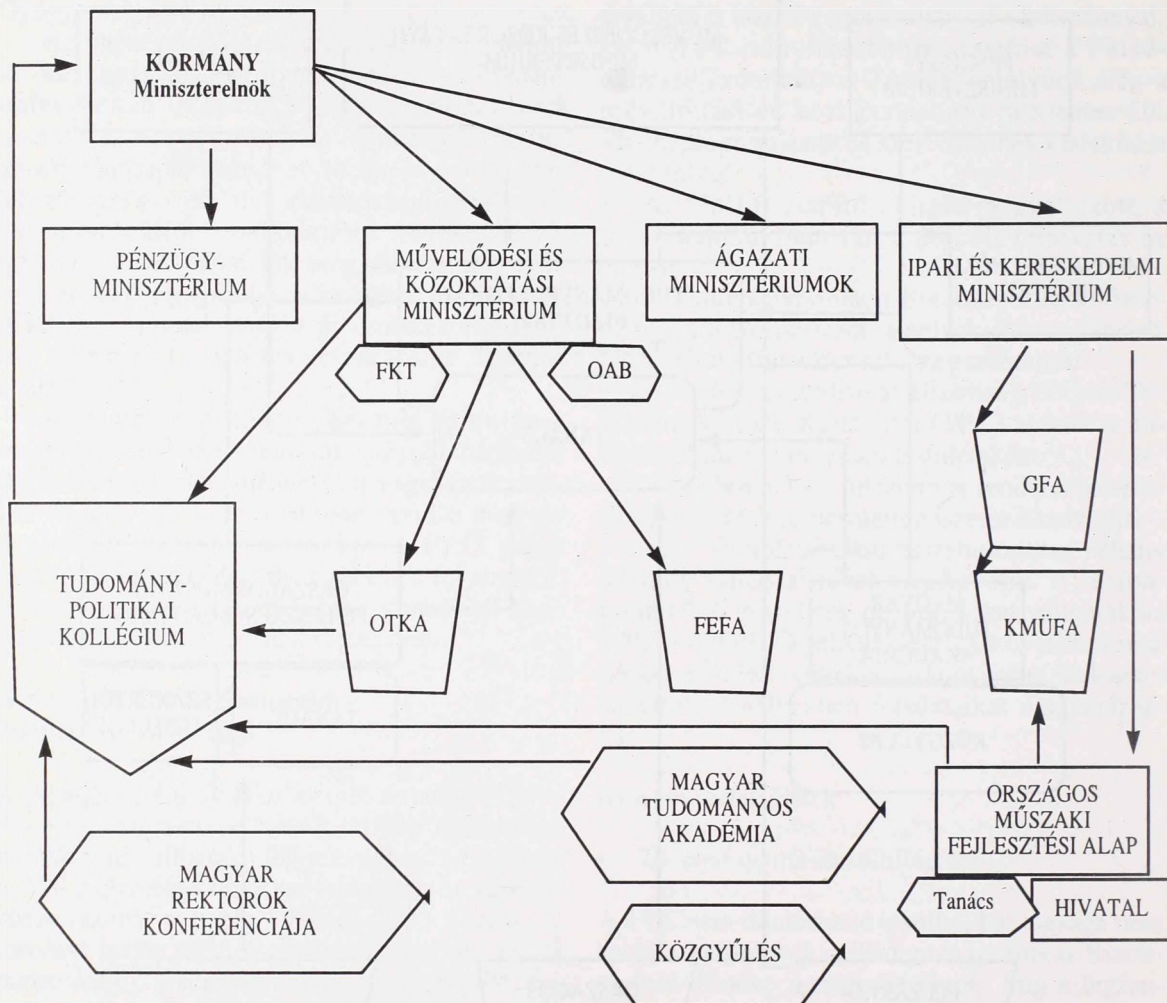 KORMÁNY
Miniszterelnök
PÉNZÜGY-
MINISZTÉRIUM
MŰVELŐDÉSI ÉS
KÖZOKTATÁSI
MINISZTÉRIUM
ÁGAZATI
MINISZTÉRIUMOK
IPARI ÉS KERESKEDELMI
MINISZTÉRIUM
FKT
OAB
GFA
TUDOMÁNY-
POLITIKAI
KOLLÉGIUM
OTKA
FEFA
KMÜFA
MAGYAR
TUDOMÁNYOS
AKADÉMIA
ORSZÁGOS
MŰSZAKI
FEJLESZTÉSI ALAP
MAGYAR
REKTOROK
KONFERENCIÁJA
Tanács
HIVATAL
KÖZGYŰLÉS